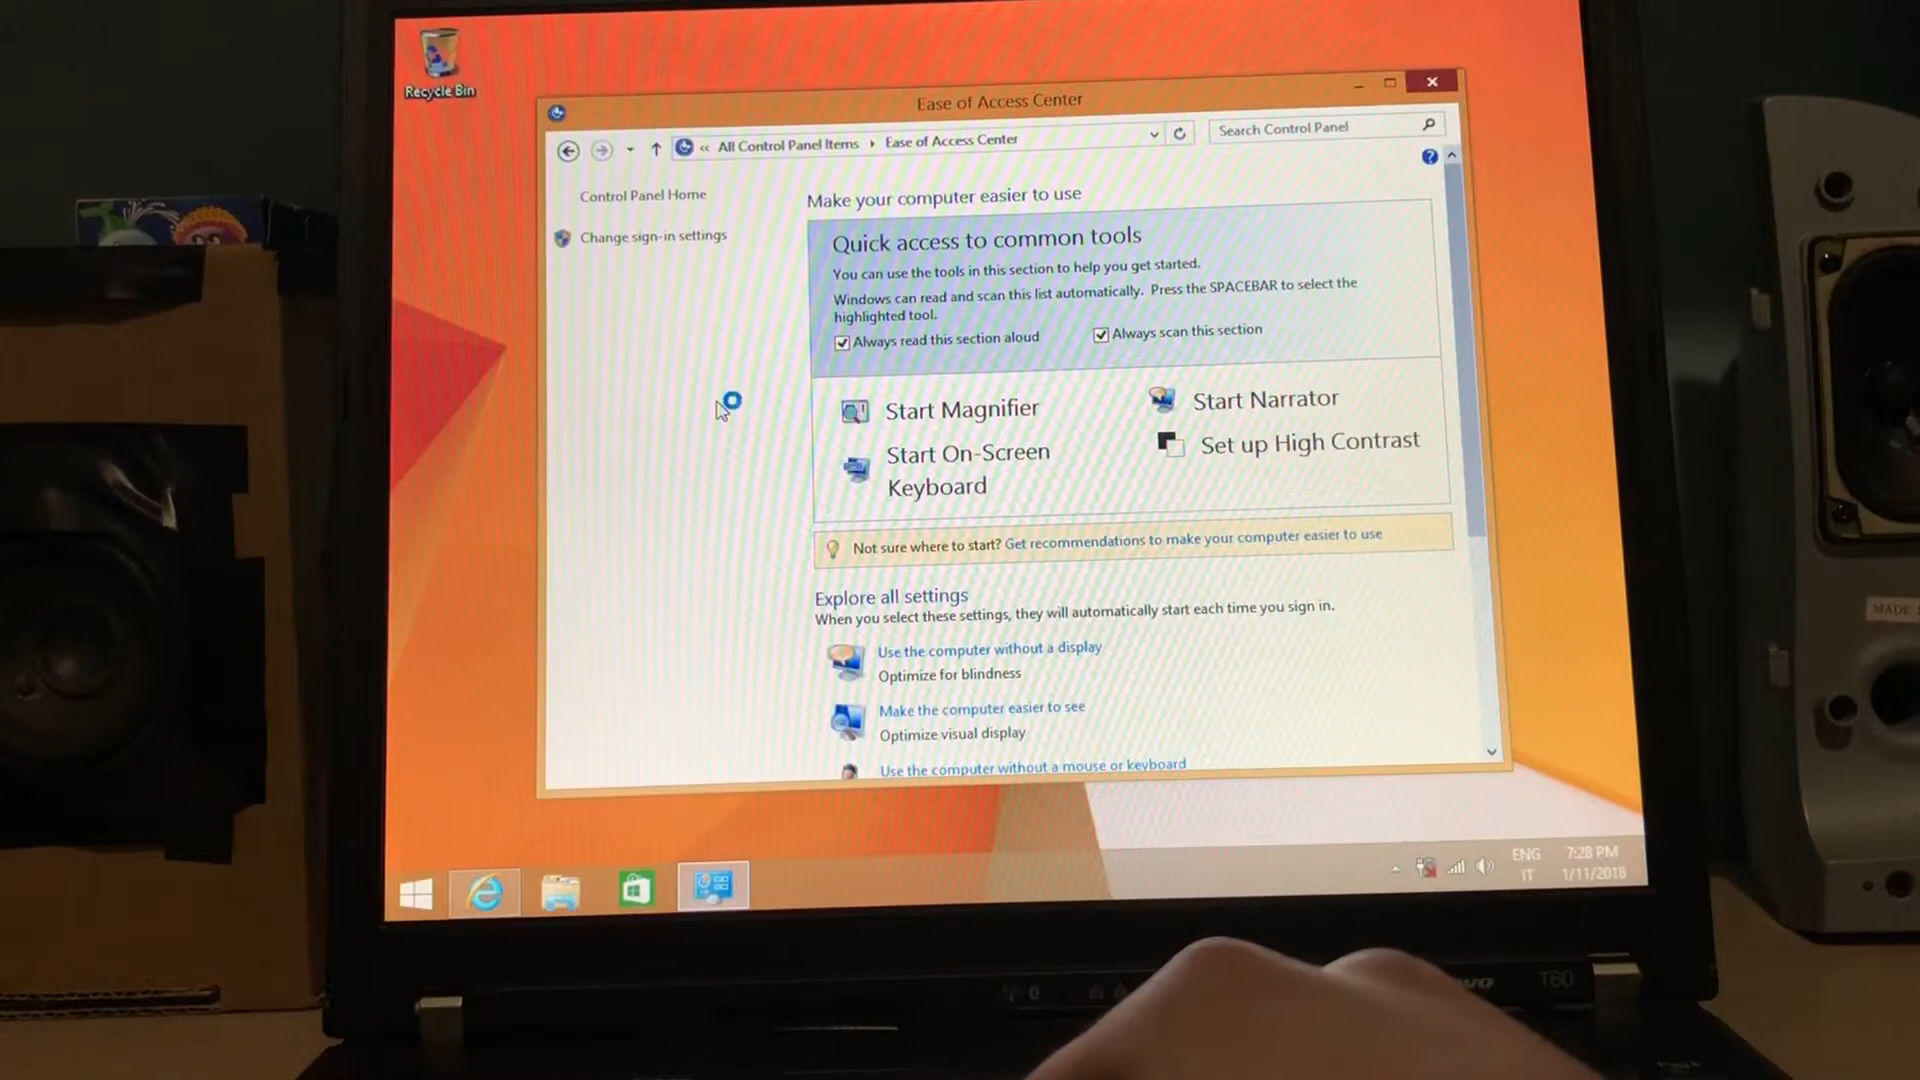 Recycle Bin
Ease of Access Center
« All Control Panel Items Ease of Access Center
Search Control Panel
Control Panel Home
Change sign-in settings
Make your computer easier to use
Quick access to common tools
You can use the tools in this section to help you get started.
Windows can read and scan this list automatically. Press the SPACEBAR to select the
highlighted tool.
Always read this section aloud
Always scan this section
Start Magnifier
Start Narrator
Start On-Screen
Keyboard
Set up High Contrast
Not sure where to start? Get recommendations to make your computer easier to use
Explore all settings
When you select these settings, they will automatically start each time you sign in.
Use the computer without a display
Optimize for blindness
Make the computer easier to see
Optimize visual display
Use the computer without a mouse or keyboard
ENG
IT
7:28 PM
1/11/2018
T60
MADE